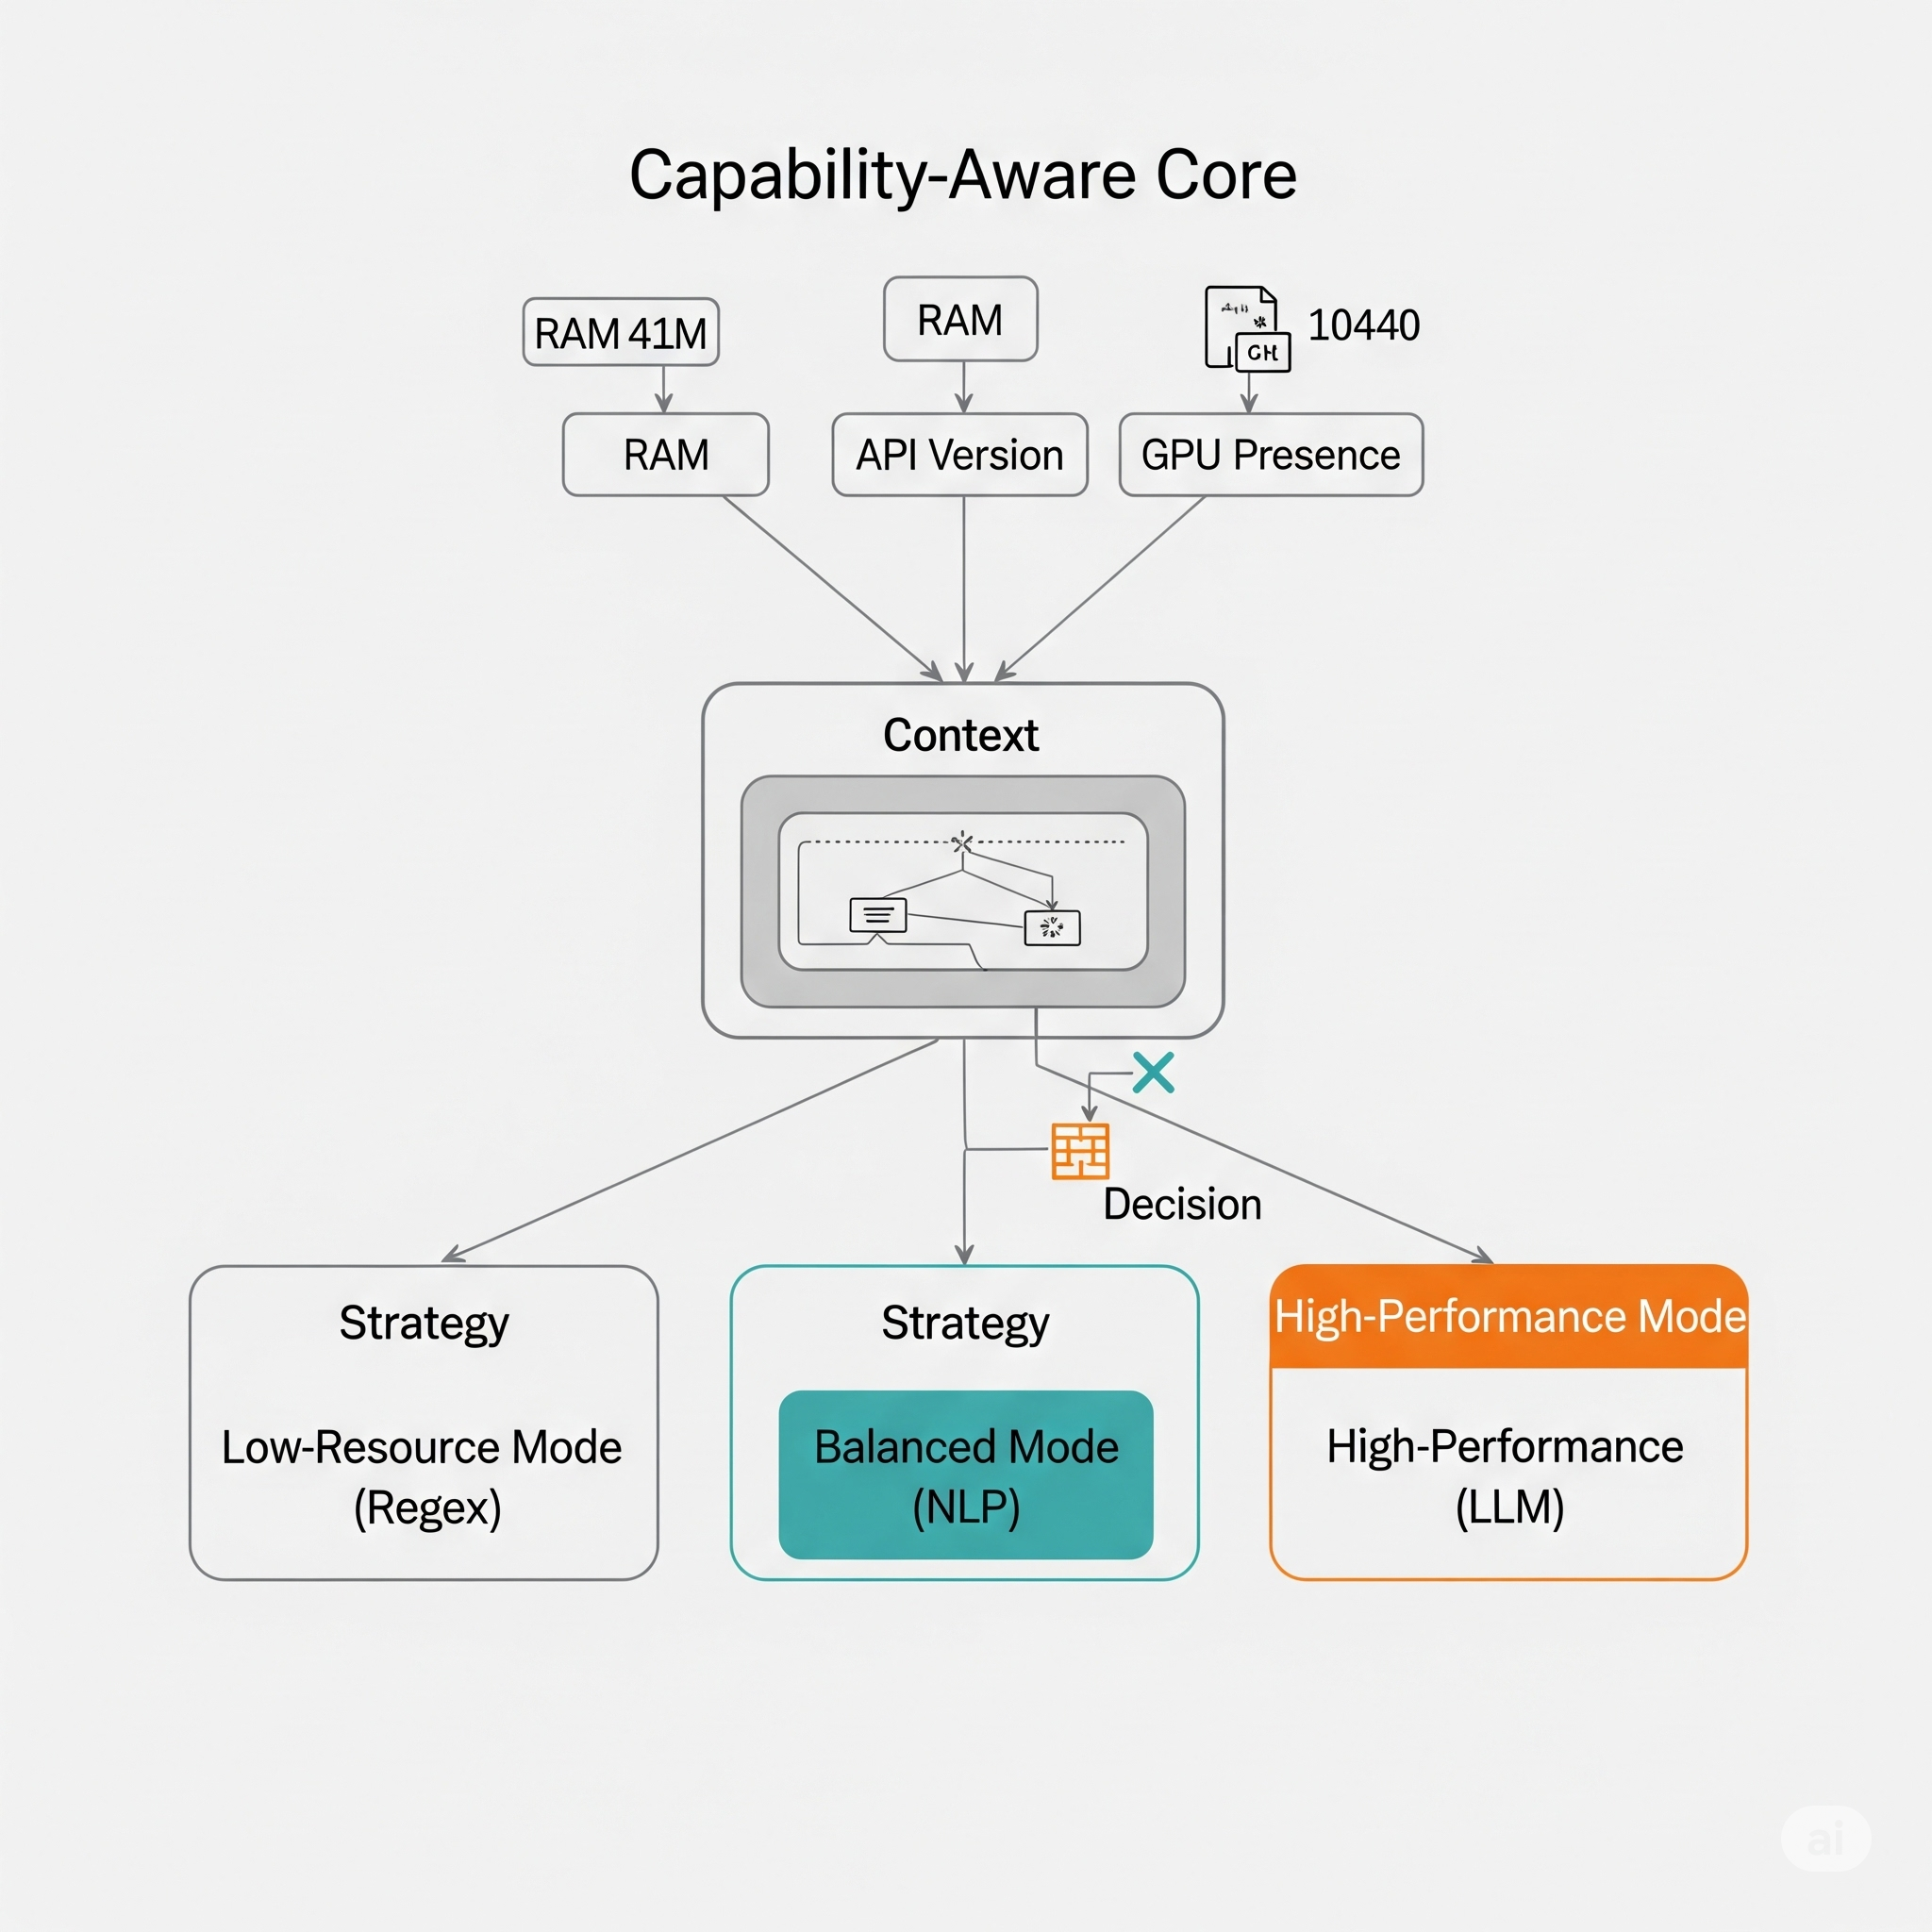 Capability-Aware Core
RAM 41M
RAM
10440
RAM
API Version
GPU Presence
Context
Decision
Strategy
Low-Resource Mode
(Regex)
Strategy
Balanced Mode
(NLP)
High-Performance Mode
High-Performance
(LLM)
ai